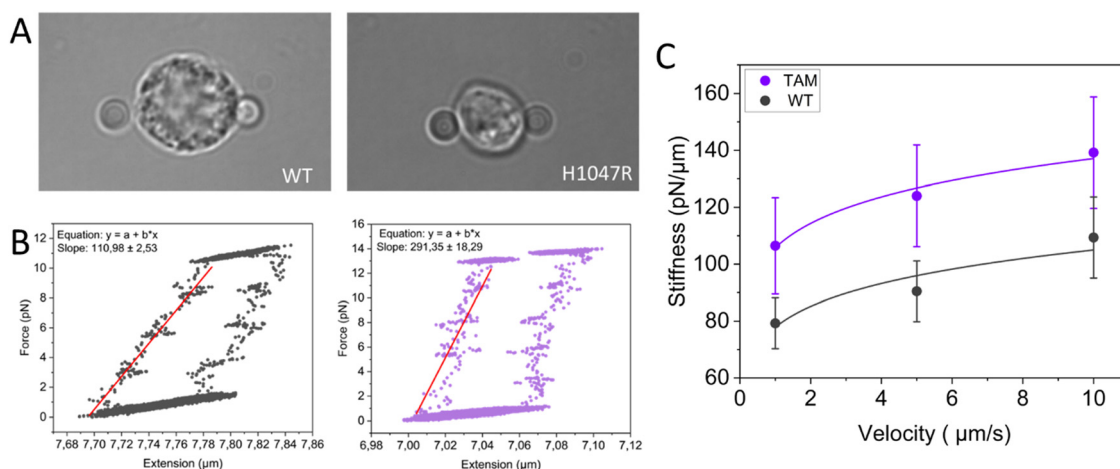 A
WT
H1047R
B
Equation: y = a + b*x
Slope: 110,98 ± 2,53
12
10
8
6
4
2
0
Force (pN)
7,68 7,70 7,72 7,74 7,76 7,78 7,80 7,82 7,84 7,86
Extension (µm)
Equation: y = a + b*x
Slope: 291,35 ± 18,29
16
14
12
10
8
6
4
2
0
Force (pN)
6,98 7,00 7,02 7,04 7,06 7,08 7,10 7,12
Extension (µm)
C
TAM
WT
160
140
120
100
80
60
Stiffness (pN/µm)
0 2 4 6 8 10
Velocity ( µm/s)